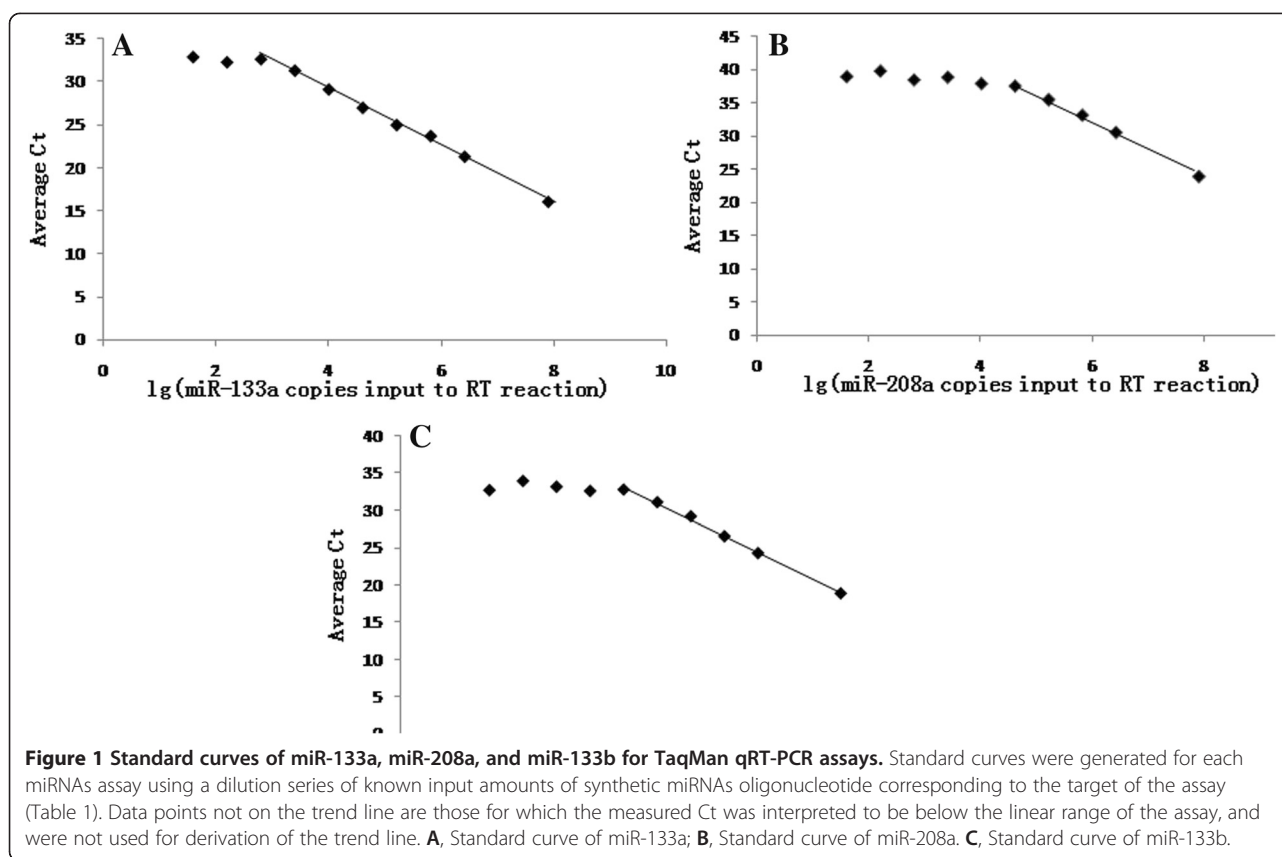 A
35
30
25
20
15
10
5
0
Average Ct
0 2 4 6 8 10
lg(miR-133a copies input to RT reaction)
B
45
40
35
30
25
20
15
10
5
0
Average Ct
0 2 4 6 8
lg(miR-208a copies input to RT reaction)
C
40
35
30
25
20
15
10
5
Average Ct
Figure 1 Standard curves of miR-133a, miR-208a, and miR-133b for TaqMan qRT-PCR assays. Standard curves were generated for each
miRNAs assay using a dilution series of known input amounts of synthetic miRNAs oligonucleotide corresponding to the target of the assay
(Table 1). Data points not on the trend line are those for which the measured Ct was interpreted to be below the linear range of the assay, and
were not used for derivation of the trend line. A, Standard curve of miR-133a; B, Standard curve of miR-208a. C, Standard curve of miR-133b.